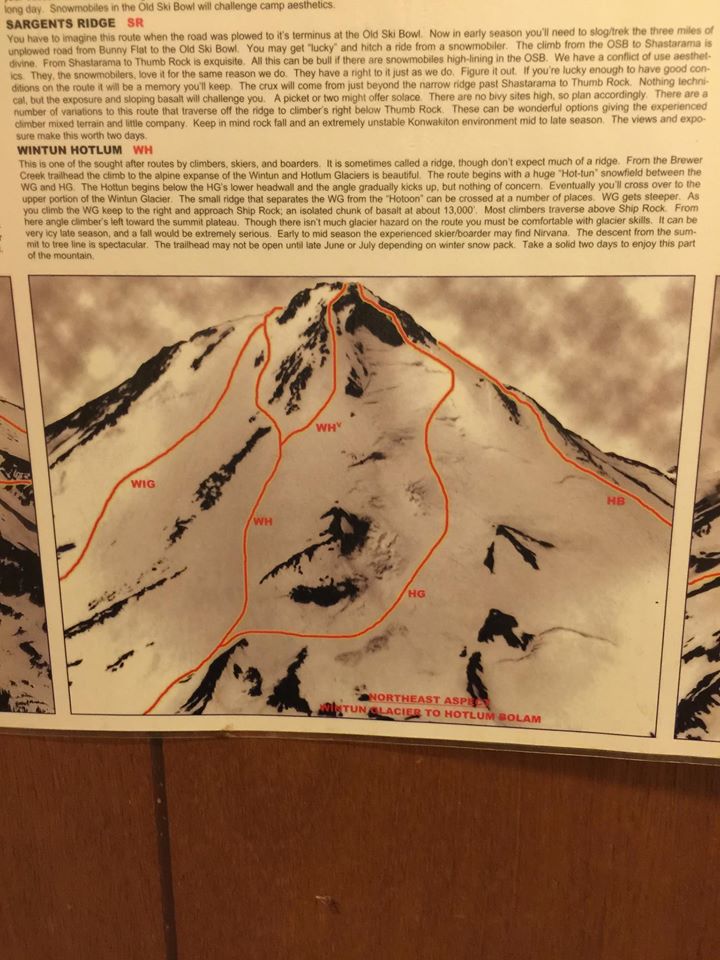 long day. Snowmobiles in the Old Ski Bowl will challenge camp aesthetics.
SARGENTS RIDGE SR
You have to imagine this route when the road was plowed to it's terminus at the Old Ski Bowl. Now in early season you'll need to slog/trek the three miles of
unplowed road from Bunny Flat to the Old Ski Bowl. You may get "lucky" and hitch a ride from a snowmobiler. The climb from the OSB to Shastarama is
divine. From Shastarama to Thumb Rock is exquisite. All this can be bull if there are snowmobiles high-lining in the OSB. We have a conflict of use aesthet-
ics. They, the snowmobilers, love it for the same reason we do. They have a right to it just as we do. Figure it out. If you're lucky enough to have good con-
ditions on the route it will be a memory you'll keep. The crux will come from just beyond the narrow ridge past Shastarama to Thumb Rock. Nothing techni-
cal, but the exposure and sloping basalt will challenge you. A picket or two might offer solace. There are no bivy sites high, so plan accordingly. There are a
number of variations to this route that traverse off the ridge to climber's right below Thumb Rock. These can be wonderful options giving the experienced
climber mixed terrain and little company. Keep in mind rock fall and an extremely unstable Konwakiton environment mid to late season. The views and expo-
sure make this worth two days.
WINTUN HOTLUM WH
This is one of the sought after routes by climbers, skiers, and boarders. It is sometimes called a ridge, though don't expect much of a ridge. From the Brewer
Creek trailhead the climb to the alpine expanse of the Wintun and Hotlum Glaciers is beautiful. The route begins with a huge "Hot-tun" snowfield between the
WG and HG. The Hottun begins below the HG's lower headwall and the angle gradually kicks up, but nothing of concern. Eventually you'll cross over to the
upper portion of the Wintun Glacier. The small ridge that separates the WG from the "Hotoon" can be crossed at a number of places. WG gets steeper. As
you climb the WG keep to the right and approach Ship Rock; an isolated chunk of basalt at about 13,000'. Most climbers traverse above Ship Rock. From
here angle climber's left toward the summit plateau. Though there isn't much glacier hazard on the route you must be comfortable with glacier skills. It can be
very icy late season, and a fall would be extremely serious. Early to mid season the experienced skier/boarder may find Nirvana. The descent from the sum-
mit to tree line is spectacular. The trailhead may not be open until late June or July depending on winter snow pack. Take a solid two days to enjoy this part
of the mountain.
WHV
WIG
HB
WH
HG
NORTHEAST ASPECT
WINTUN GLACIER TO HOTLUM BOLAM